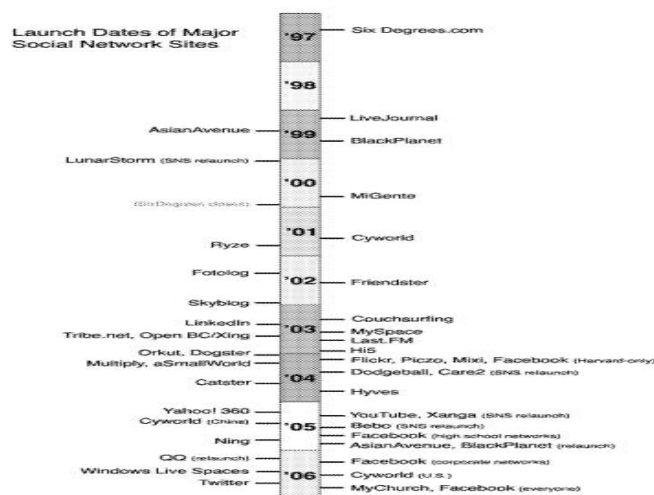 Launch Dates of Major
Social Network Sites
'97
Six Degrees.com
'98
LiveJournal
AsianAvenue
'99
BlackPlanet
LunarStorm (SNS relaunch)
'00
MiGente
(SixDegrees closes)
'01
Cyworld
Ryze
Fotolog
'02
Friendster
Skyblog
Couchsurfing
LinkedIn
'03
MySpace
Tribe.net, Open BC/Xing
Last.FM
Hi5
Orkut, Dogster
Flickr, Piczo, Mixi, Facebook (Harvard-only)
Multiply, aSmallWorld
Dodgeball, Care2 (SNS relaunch)
Catster
'04
Hyves
Yahoo! 360
YouTube, Xanga (SNS relaunch)
Cyworld (China)
'05
Bebo (SNS relaunch)
Facebook (high school networks)
Ning
AsianAvenue, BlackPlanet (relaunch)
QQ (relaunch)
Facebook (corporate networks)
Windows Live Spaces
'06
Cyworld (U.S.)
Twitter
MyChurch, Facebook (everyone)